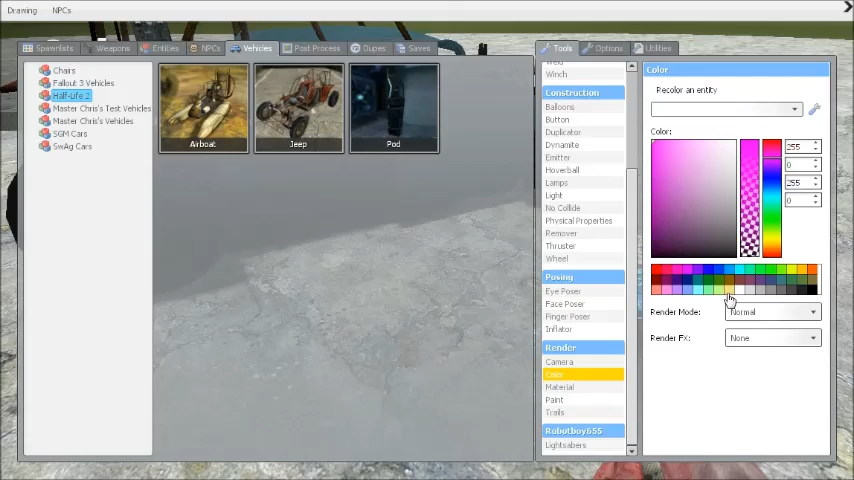 Drawing NPCs
Spawnlists Weapons Entities NPCs Vehicles Post Process Dupes Saves
Chairs
Fallout 3 Vehicles
Half-Life 2
Master Chris's Test Vehicles
Master Chris's Vehicles
SGM Cars
SwAg Cars
Airboat
Jeep
Pod
Tools Options Utilities
Weld
Winch
Construction
Balloons
Button
Duplicator
Dynamite
Emitter
Hoverball
Lamps
Light
No Collide
Physical Properties
Remover
Thruster
Wheel
Posing
Eye Poser
Face Poser
Finger Poser
Inflator
Render
Camera
Color
Material
Paint
Trails
Robotboy655
Lightsabers
Color
Recolor an entity
Color:
255
0
255
0
Render Mode: Normal
Render FX: None